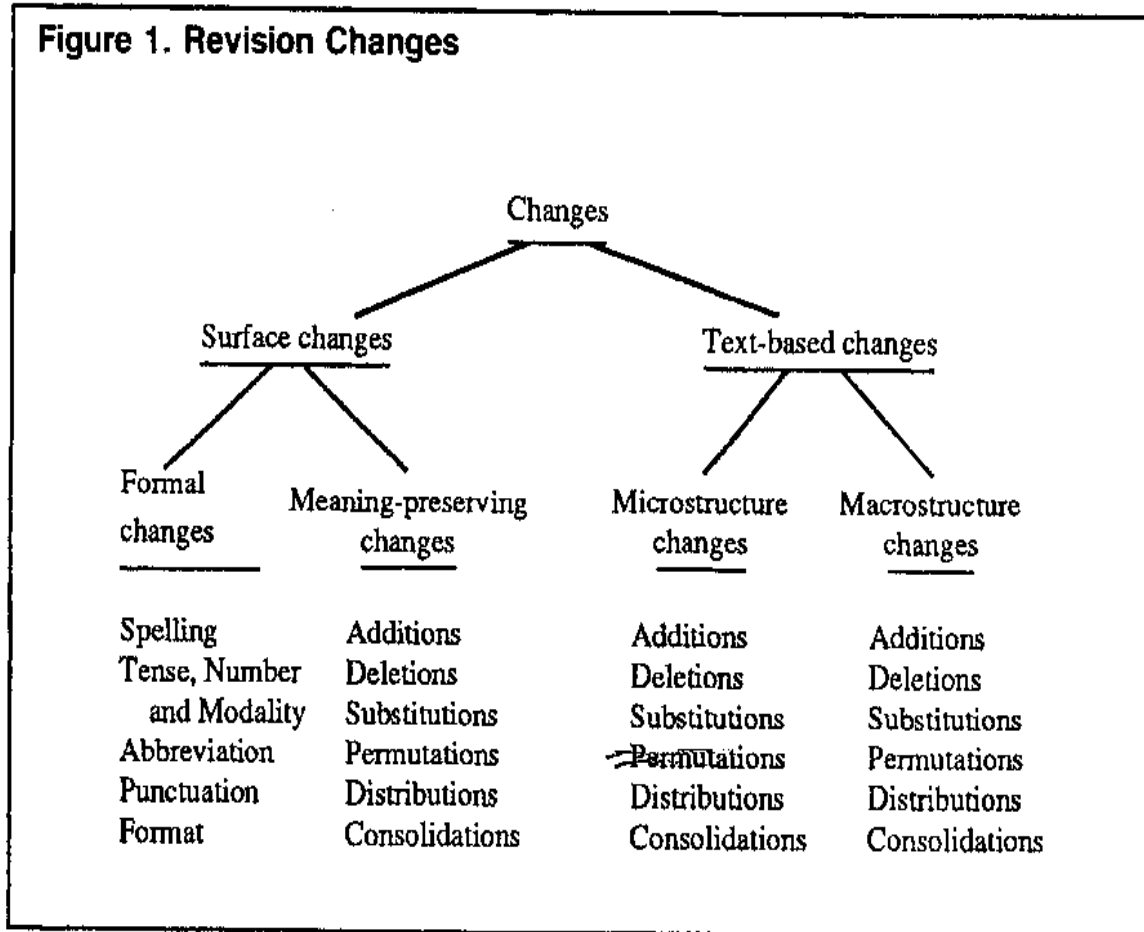 Figure 1. Revision Changes
Changes
Surface changes
Text-based changes
Formal
changes
Meaning-preserving
changes
Microstructure
changes
Macrostructure
changes
Spelling
Tense, Number
and Modality
Abbreviation
Punctuation
Format
Additions
Deletions
Substitutions
Permutations
Distributions
Consolidations
Additions
Deletions
Substitutions
Permutations
Distributions
Consolidations
Additions
Deletions
Substitutions
Permutations
Distributions
Consolidations